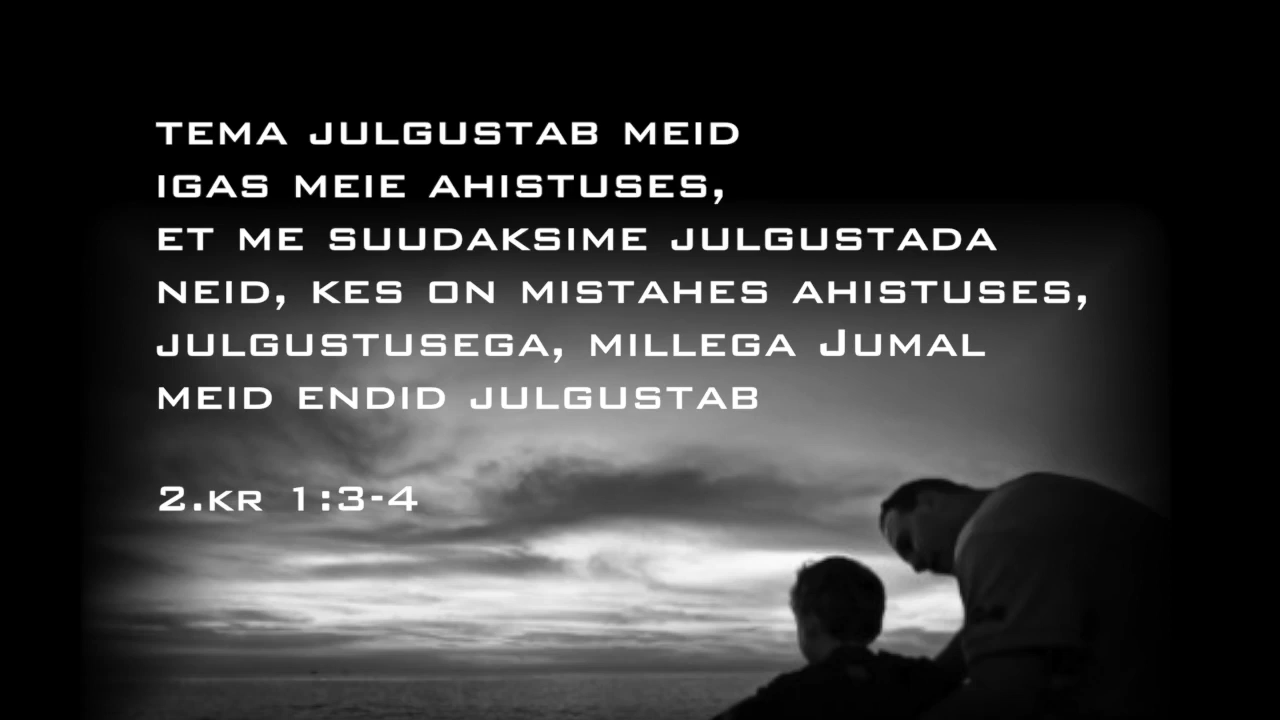 TEMA JULGUSTAB MEID
IGAS MEIE AHISTUSES,
ET ME SUUDAKSIME JULGUSTADA
NEID, KES ON MISTAHES AHISTUSES,
JULGUSTUSEGA, MILLEGA JUMAL
MEID ENDID JULGUSTAB
2.KR 1:3-4